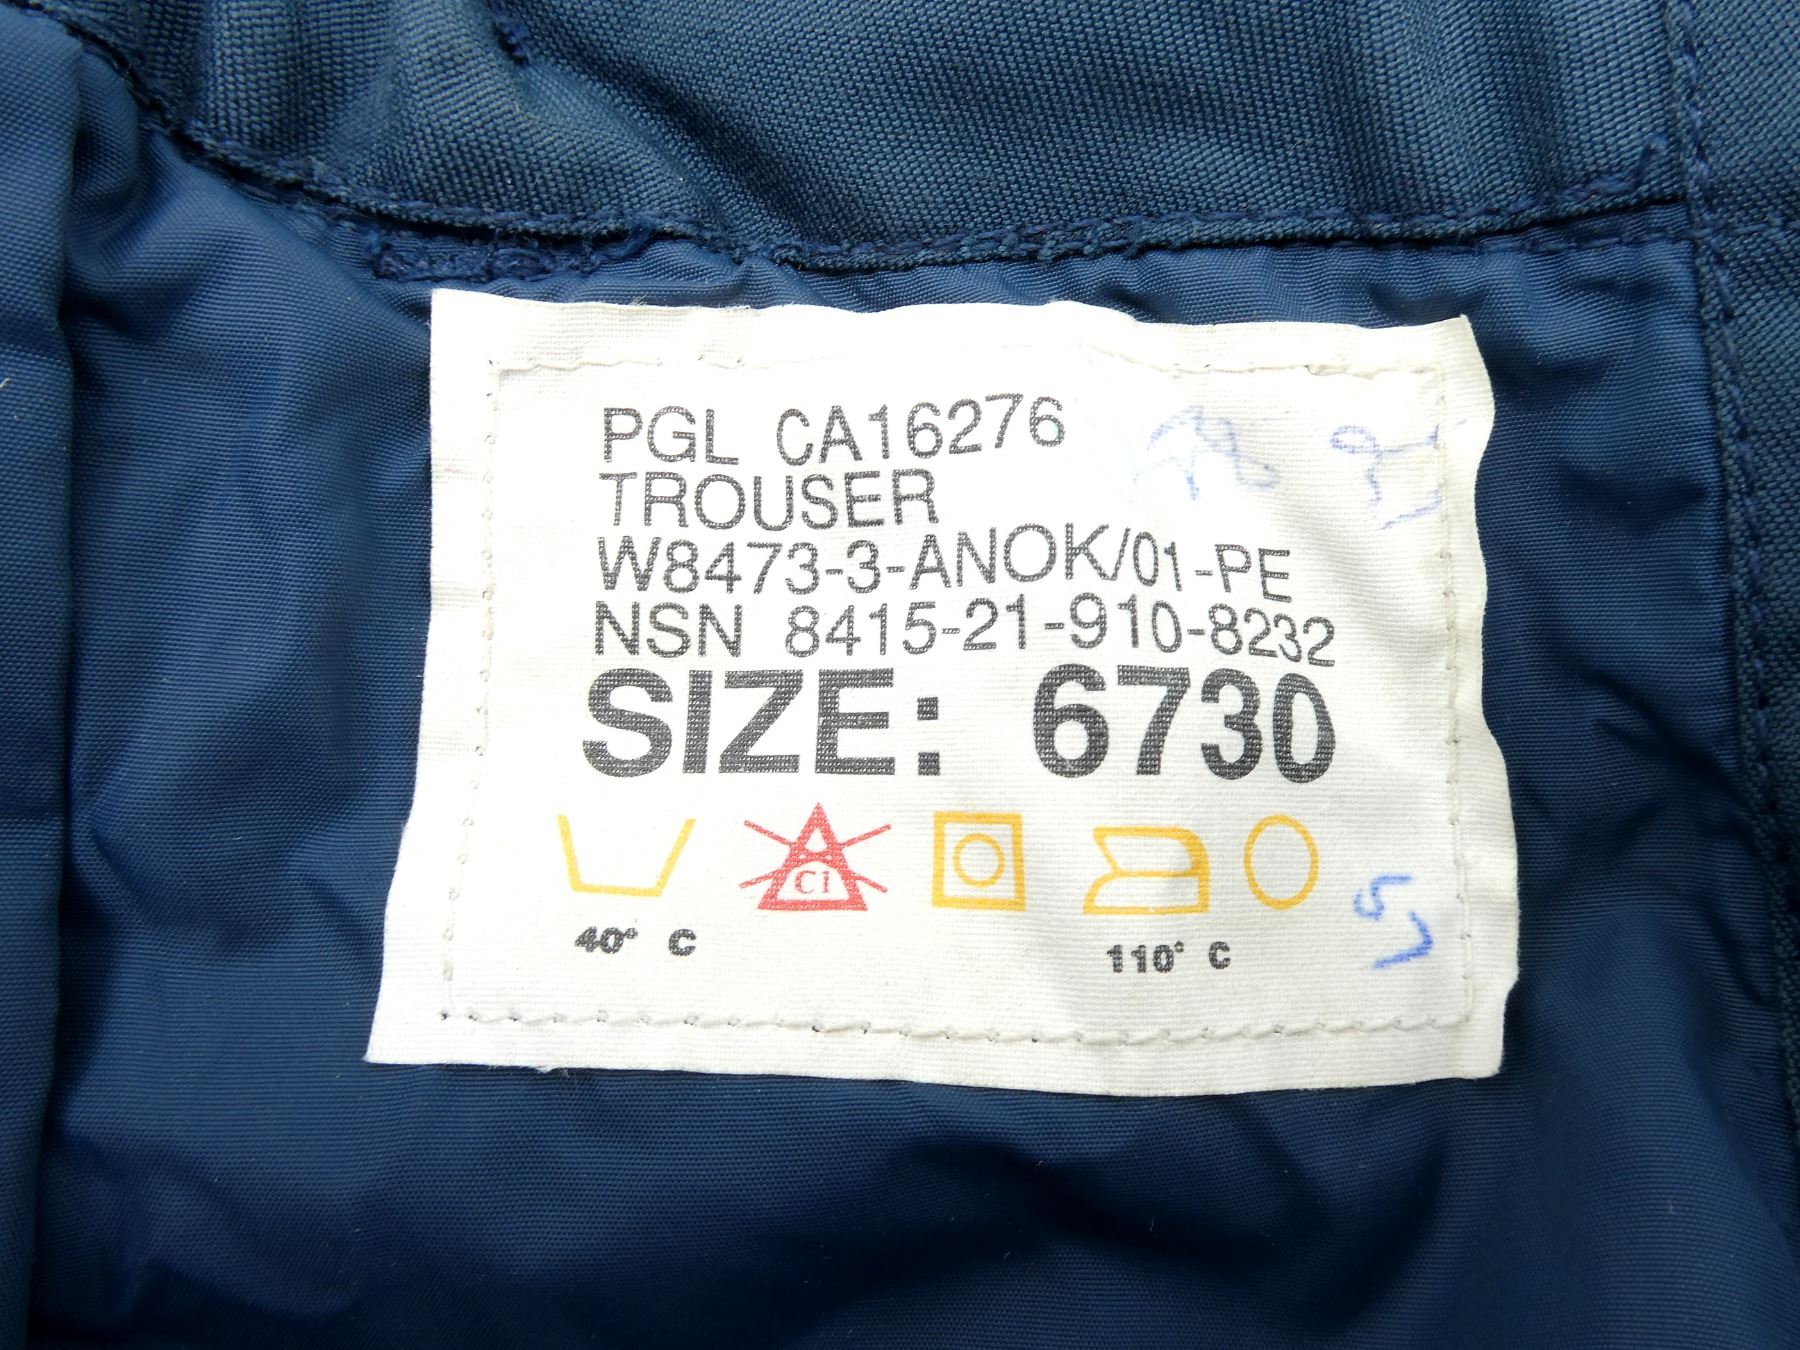 PGL CA16276
TROUSER
W8473-3-ANOK/01-PE
NSN 8415-21-910-8232
SIZE: 6730
Cl
40° C
110° C